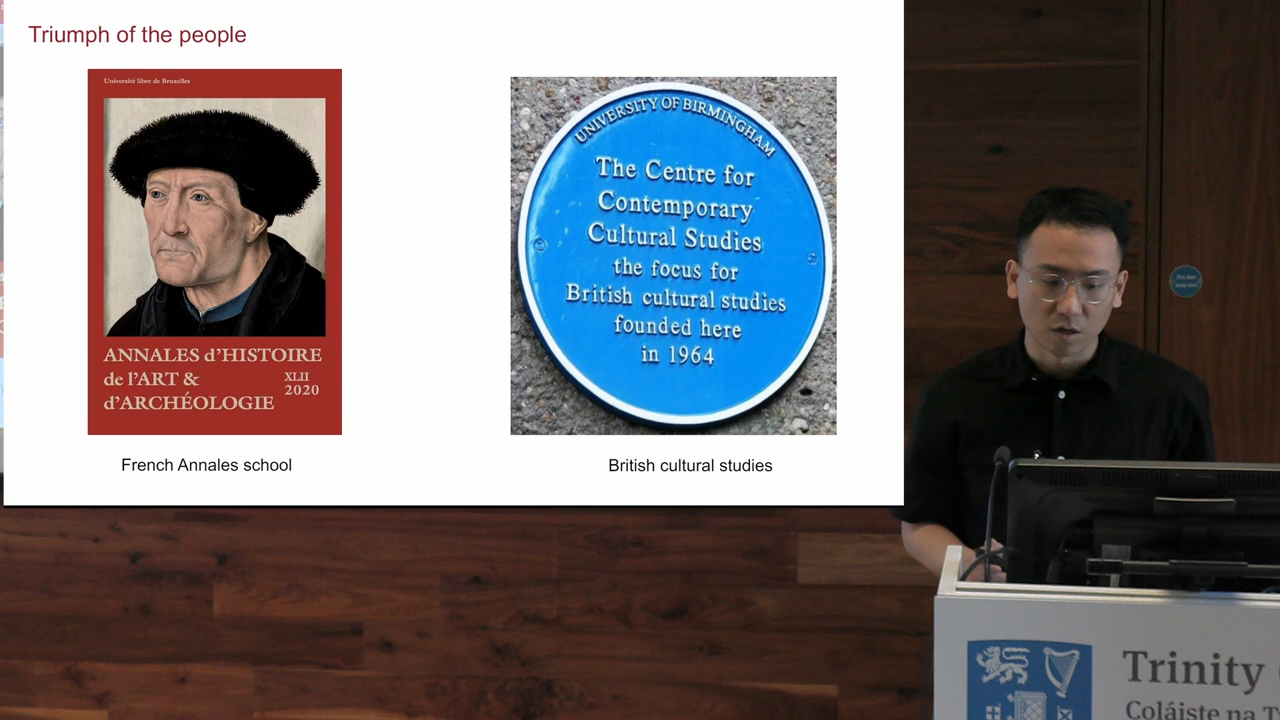 Triumph of the people
Université libre de Bruxelles
ANNALES d'HISTOIRE
de l'ART &
d'ARCHÉOLOGIE
XLII
2020
French Annales school
UNIVERSITY OF BIRMINGHAM
The Centre for
Contemporary
Cultural Studies
the focus for
British cultural studies
founded here
in 1964
British cultural studies
Trinity
Coláiste na T